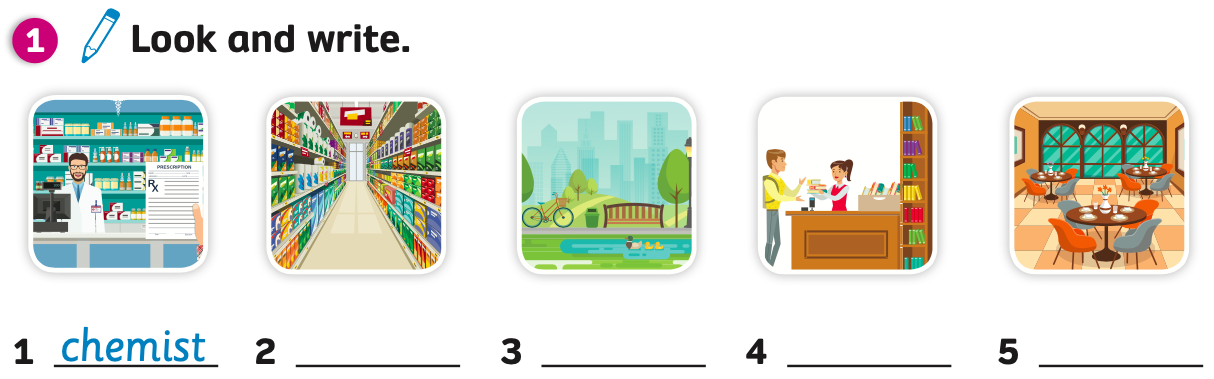 1 Look and write.
PRESCRIPTION
Rx
1 chemist 2 3 4 5